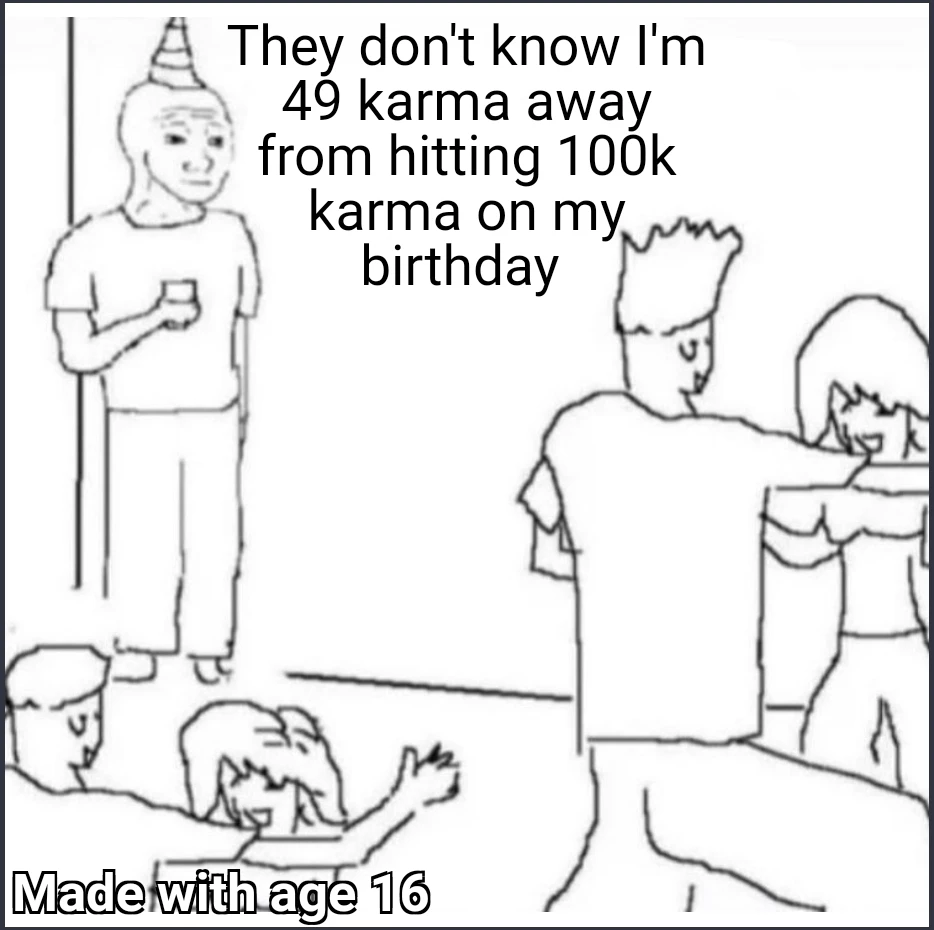 They don't know I'm
49 karma away
from hitting 100k
karma on my
birthday
Made with age 16